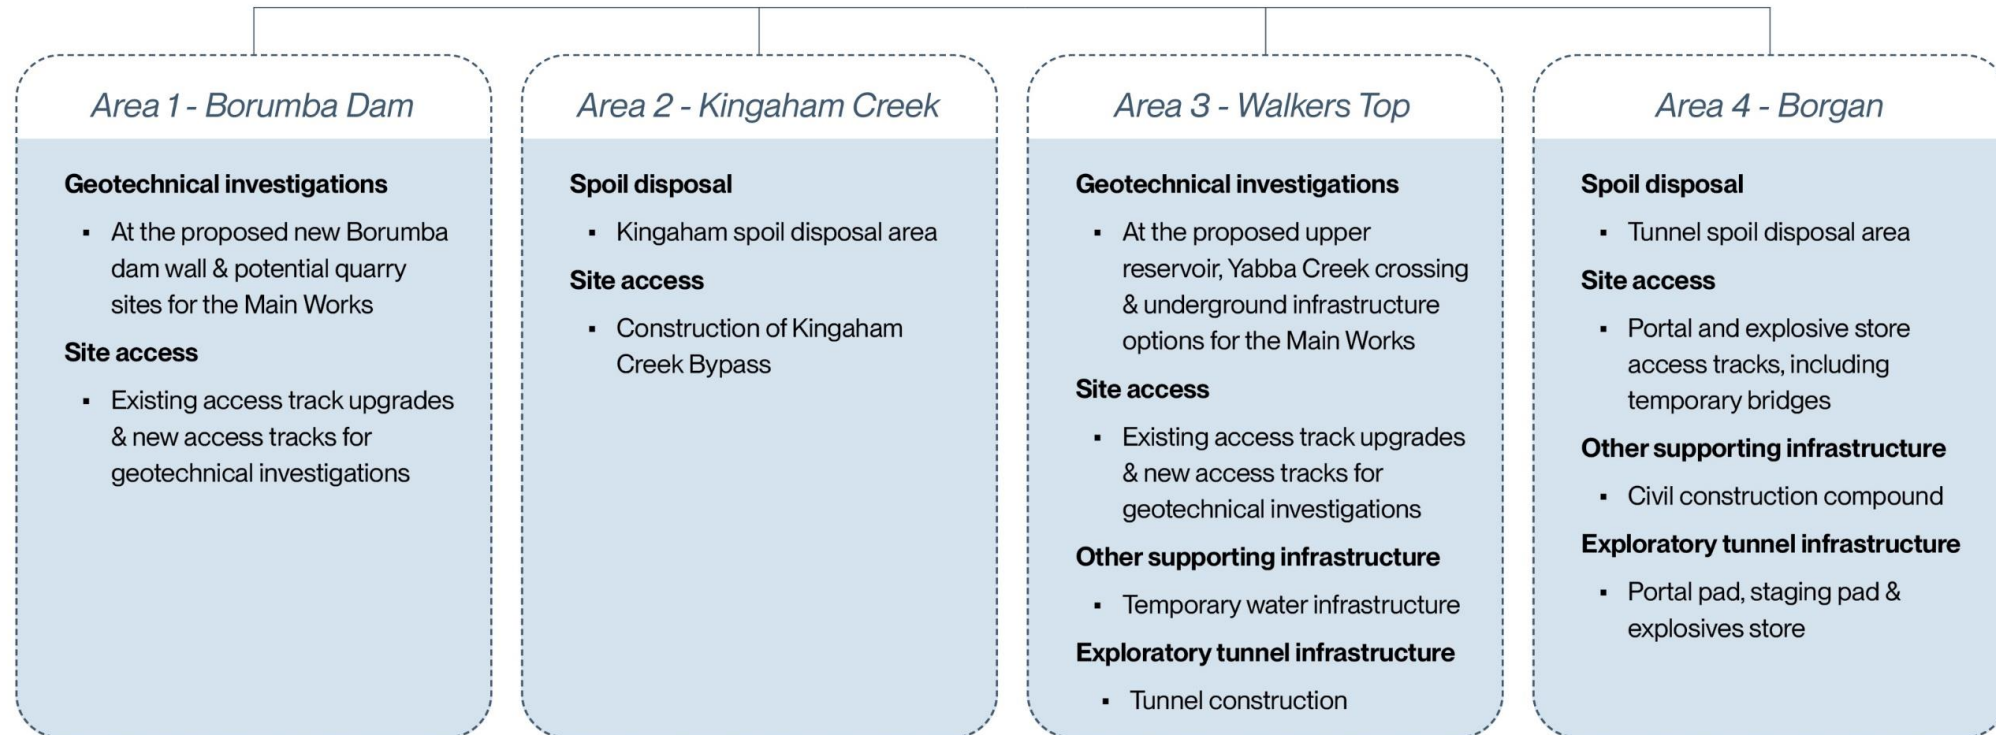 Area 1 - Borumba Dam
Geotechnical investigations
▪ At the proposed new Borumba
dam wall & potential quarry
sites for the Main Works
Site access
▪ Existing access track upgrades
& new access tracks for
geotechnical investigations
Area 2 - Kingaham Creek
Spoil disposal
▪ Kingaham spoil disposal area
Site access
▪ Construction of Kingaham
Creek Bypass
Area 3 - Walkers Top
Geotechnical investigations
▪ At the proposed upper
reservoir, Yabba Creek crossing
& underground infrastructure
options for the Main Works
Site access
▪ Existing access track upgrades
& new access tracks for
geotechnical investigations
Other supporting infrastructure
▪ Temporary water infrastructure
Exploratory tunnel infrastructure
▪ Tunnel construction
Area 4 - Borgan
Spoil disposal
▪ Tunnel spoil disposal area
Site access
▪ Portal and explosive store
access tracks, including
temporary bridges
Other supporting infrastructure
▪ Civil construction compound
Exploratory tunnel infrastructure
▪ Portal pad, staging pad &
explosives store